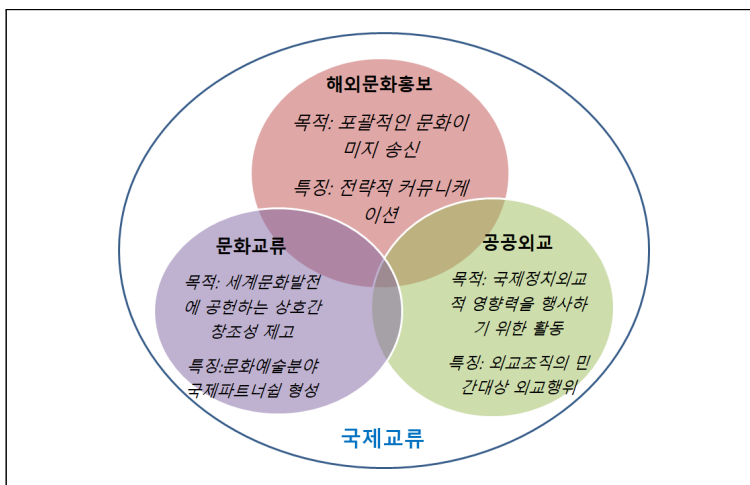 해외문화홍보
목적: 포괄적인 문화이
미지 송신
특징: 전략적 커뮤니케
이션
문화교류
목적: 세계문화발전
에 공헌하는 상호간
창조성 제고
특징:문화예술분야
국제파트너쉽 형성
공공외교
목적: 국제정치외교
적 영향력을 행사하
기 위한 활동
특징: 외교조직의 민
간대상 외교행위
국제교류